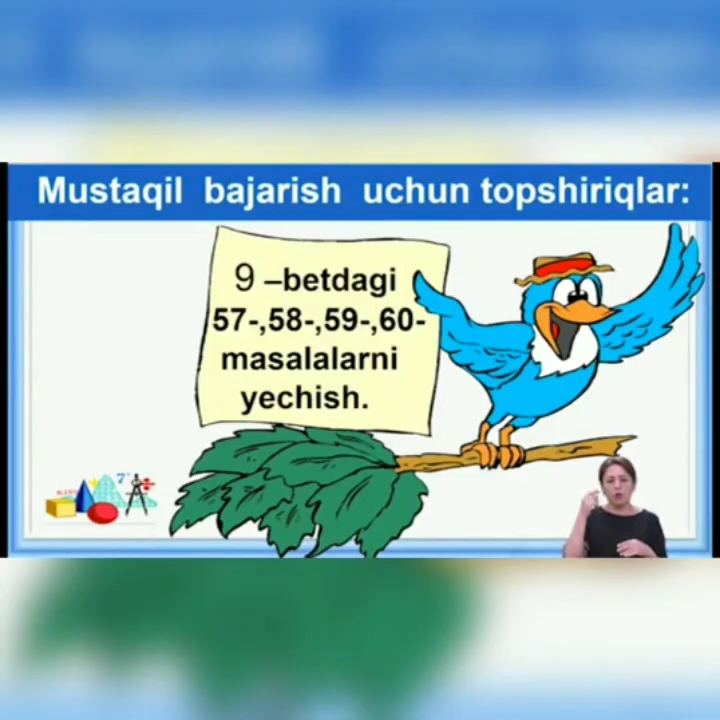 Mustaqil bajarish uchun topshiriqlar:
9 –betdagi
57-,58-,59-,60-
masalalarni
yechish.